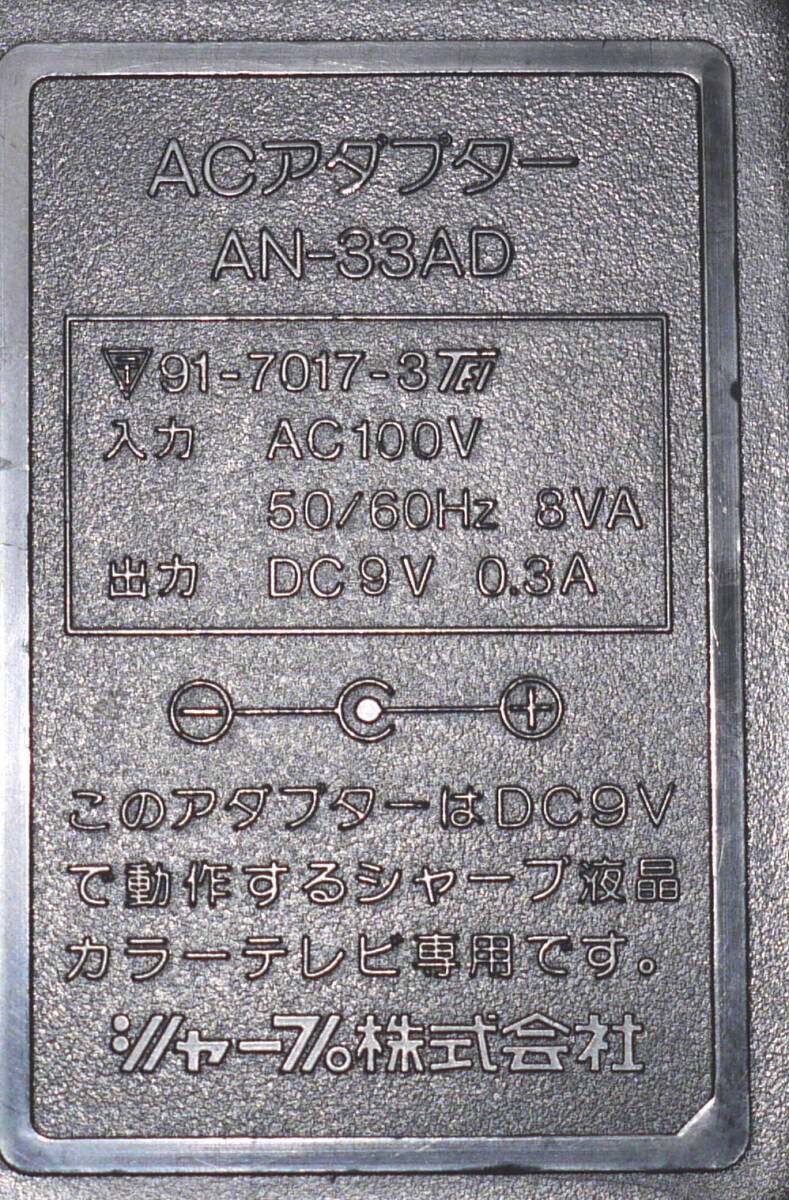 ACアダプター
AN-33AD
91-7017-3 TET
入力 AC100V
50/60Hz 8VA
出力 DC9V 0.3A
このアダプターはDC9V
で動作するシャープ液晶
カラーテレビ専用です。
シャープ株式会社